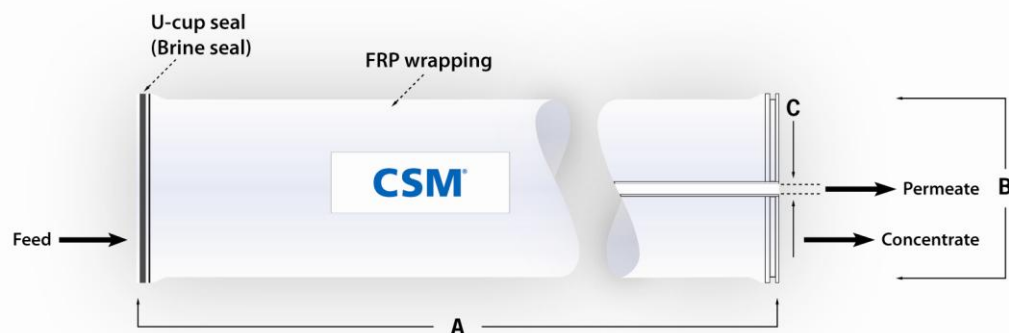 U-cup seal
(Brine seal)
FRP wrapping
C
CSM®
Permeate
B
Feed
Concentrate
A